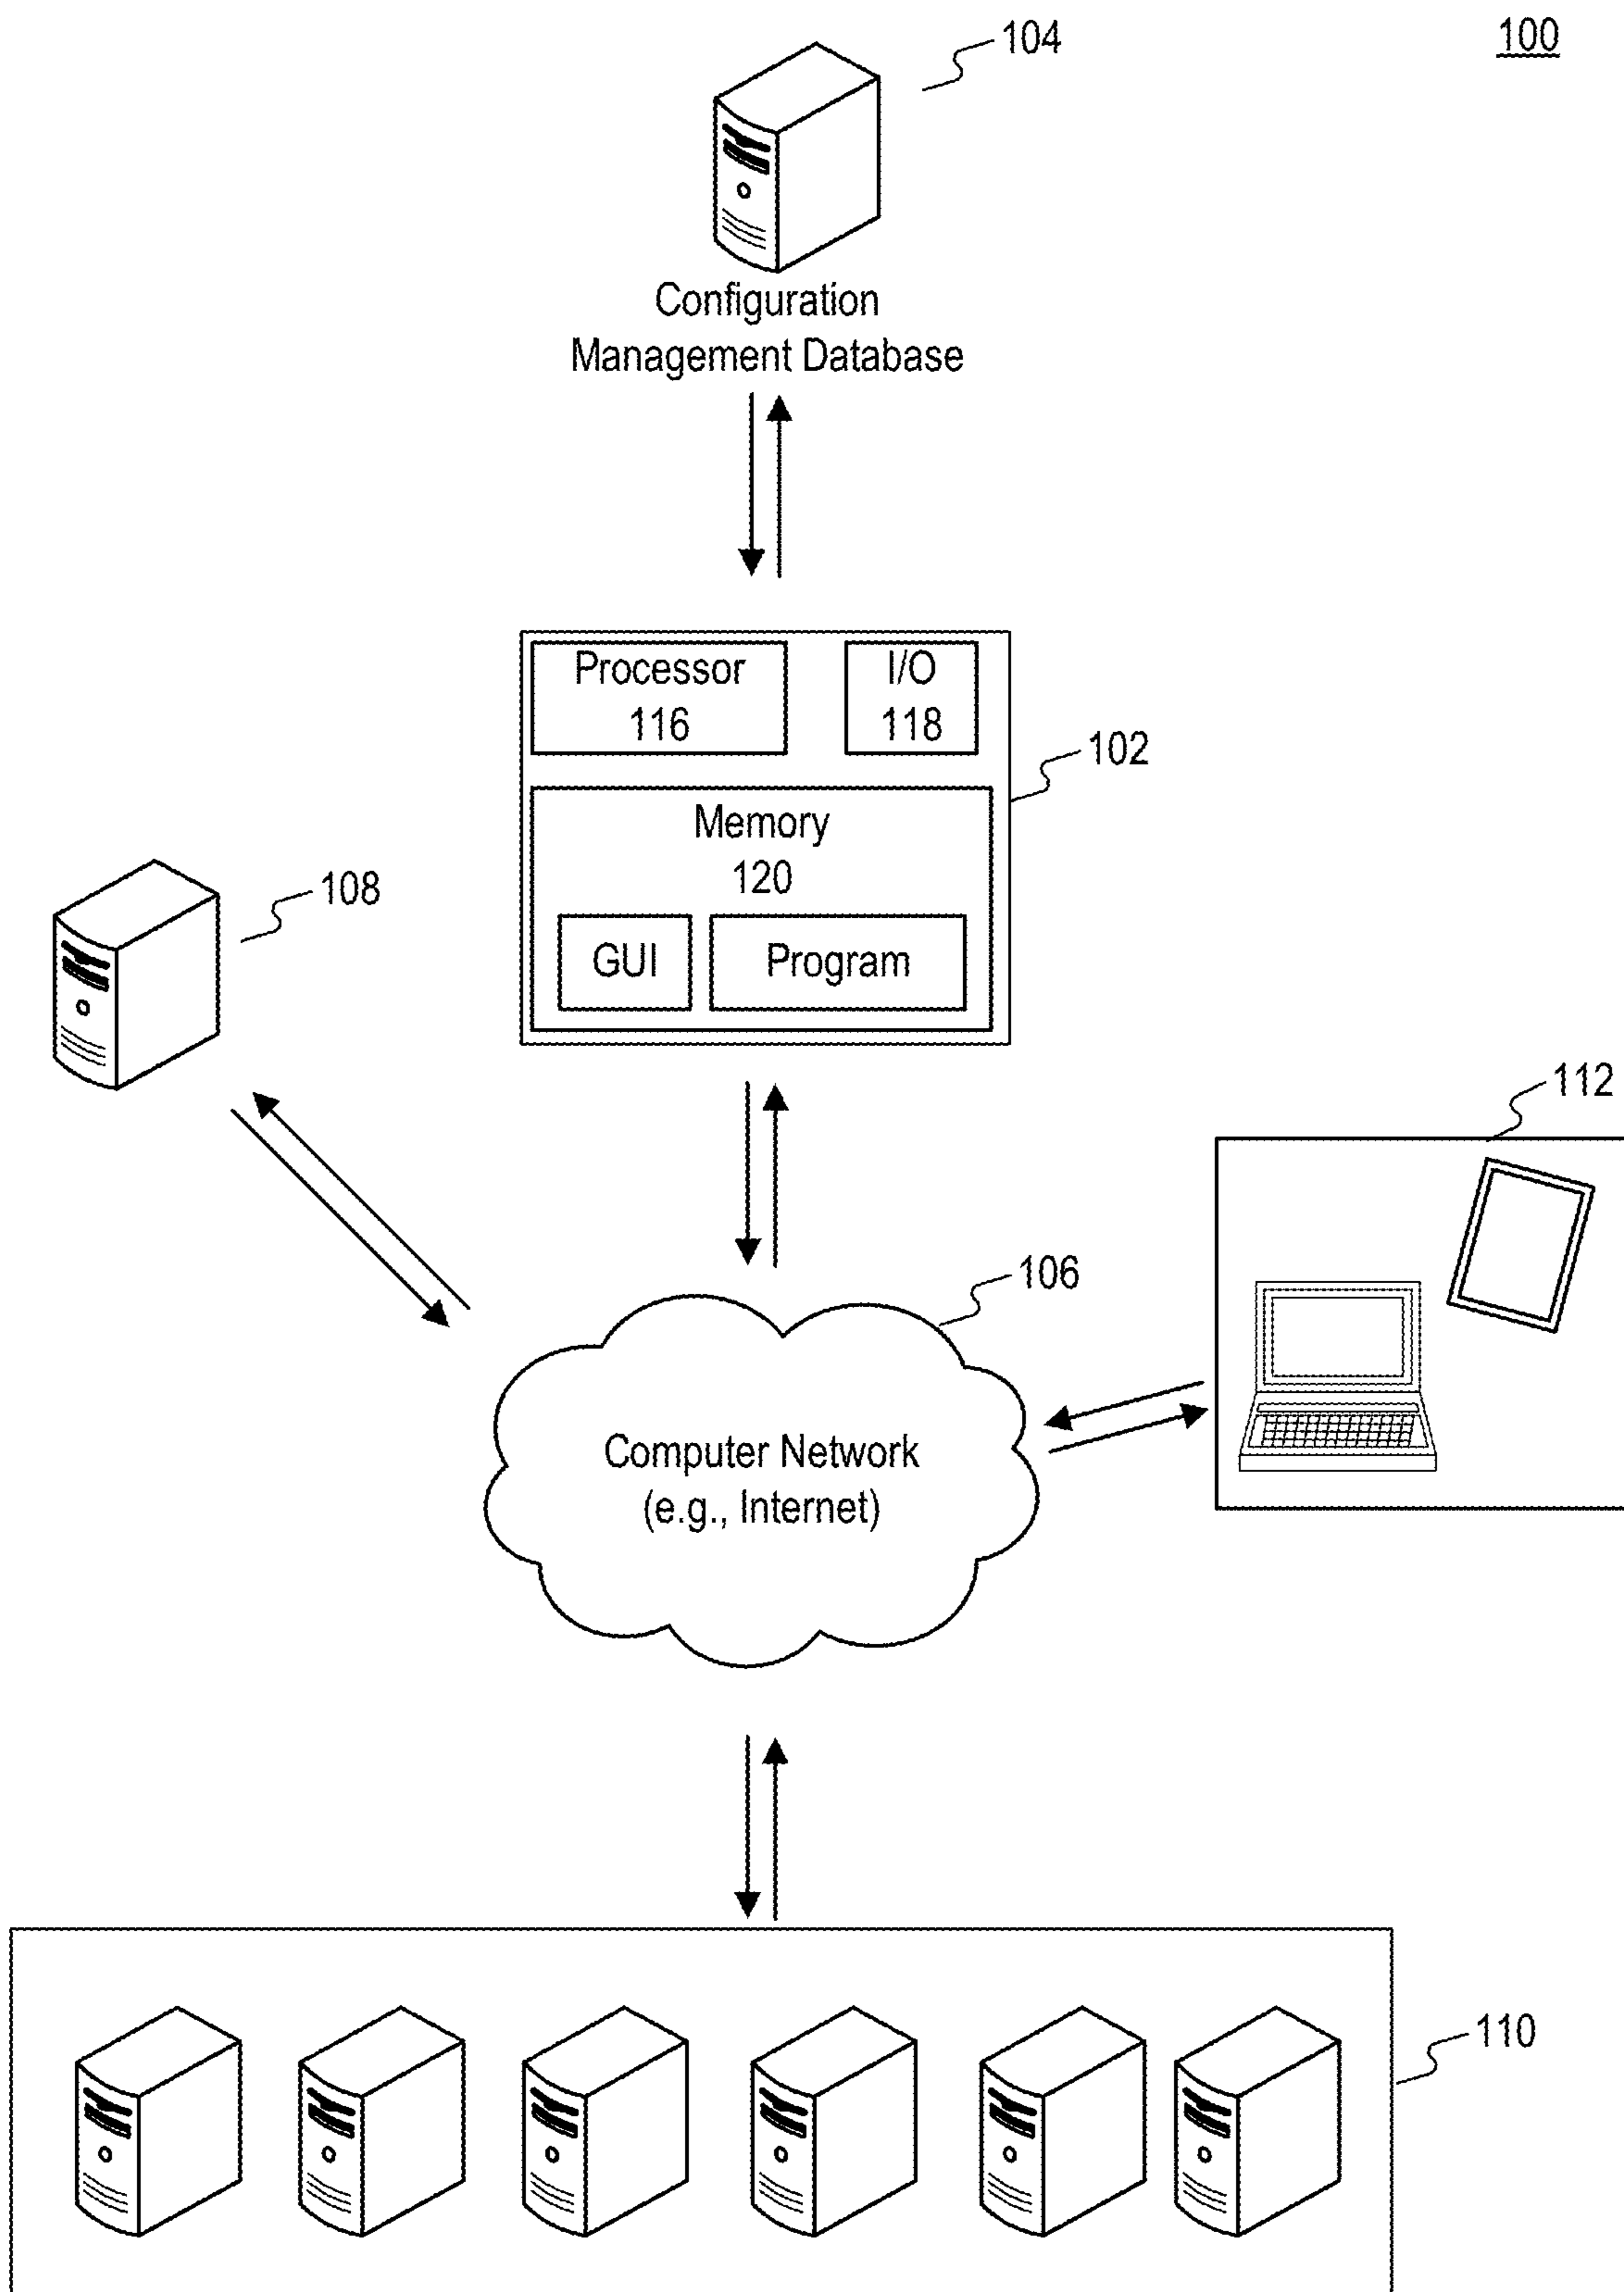 100
104
Configuration
Management Database
Processor
116
I/O
118
102
Memory
120
GUI
Program
108
112
106
Computer Network
(e.g., Internet)
110